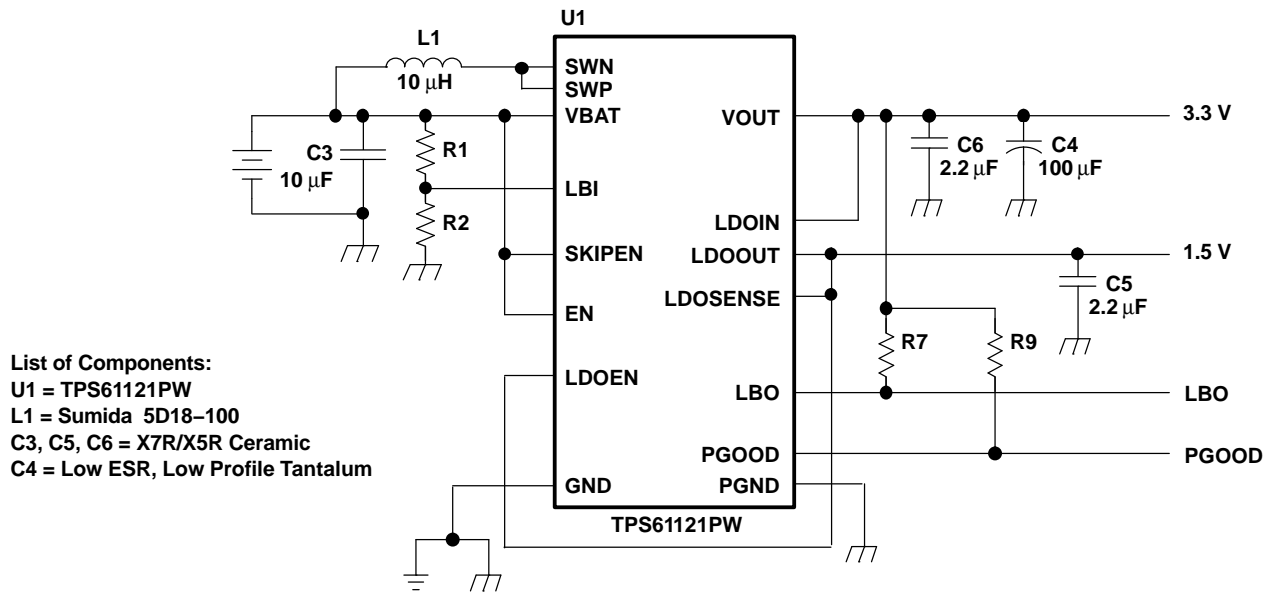 U1
L1
10 μH
SWN
SWP
VBAT
C3
10 μF
R1
LBI
R2
SKIPEN
EN
LDOEN
GND
VOUT
LDOIN
LDOOUT
LDOSENSE
LBO
PGOOD
PGND
TPS61121PW
C6
2.2 μF
C4
100 μF
3.3 V
1.5 V
C5
2.2 μF
R7
R9
LBO
PGOOD
List of Components:
U1 = TPS61121PW
L1 = Sumida 5D18–100
C3, C5, C6 = X7R/X5R Ceramic
C4 = Low ESR, Low Profile Tantalum